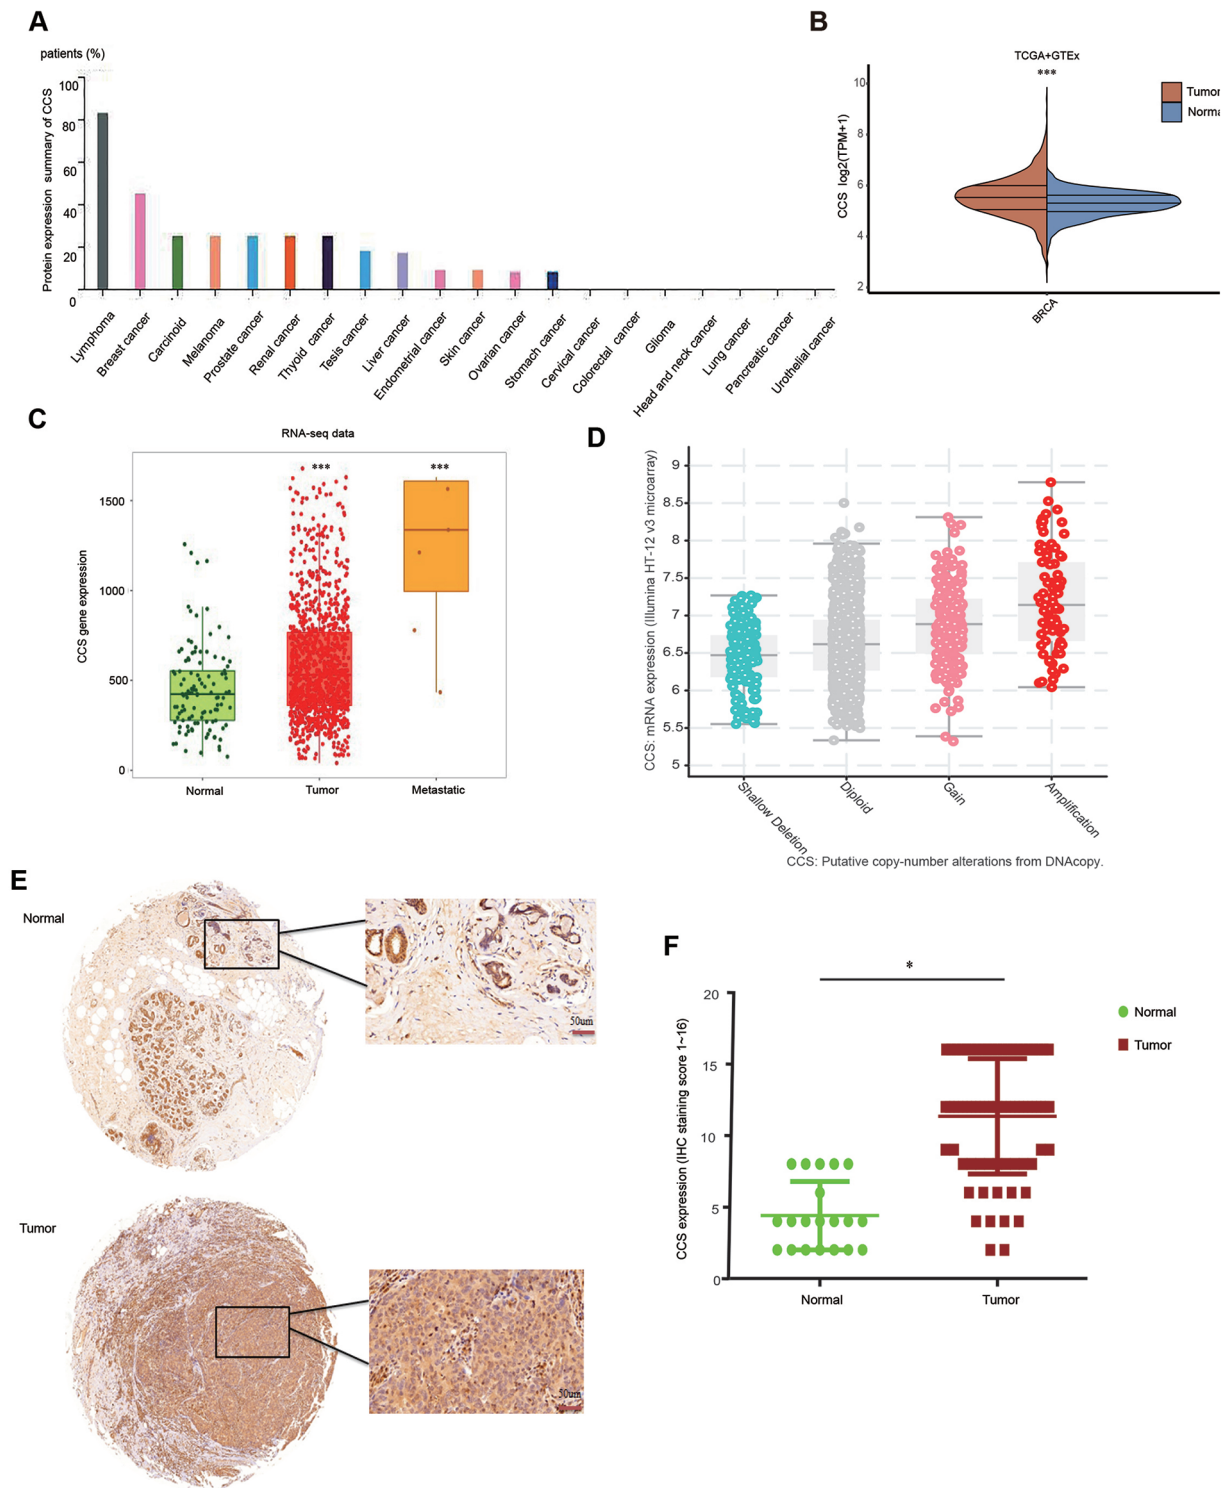 A
patients (%)
Protein expression summary of CCS
100
80
60
40
20
0
Lymphoma
Breast cancer
Carcinoid
Melanoma
Prostate cancer
Renal cancer
Thyoid cancer
Tesis cancer
Liver cancer
Endometrial cancer
Skin cancer
Ovarian cancer
Stomach cancer
Cervical cancer
Colorectal cancer
Glioma
Head and neck cancer
Lung cancer
Pancreatic cancer
Urothelial cancer
B
TCGA+GTEx
***
CCS log2(TPM+1)
10
8
6
4
2
BRCA
Tumor
Norma
C
RNA-seq data
CCS gene expression
1500
1000
500
0
***
***
Normal
Tumor
Metastatic
D
CCS: mRNA expression (Illumina HT-12 v3 microarray)
9
8.5
8
7.5
7
6.5
6
5.5
5
Shallow Deletion
Diploid
Gain
Amplification
CCS: Putative copy-number alterations from DNAcopy.
E
Normal
50um
Tumor
50um
F
*
CCS expression (IHC staining score 1~16)
20
15
10
5
0
Normal
Tumor
Normal
Tumor